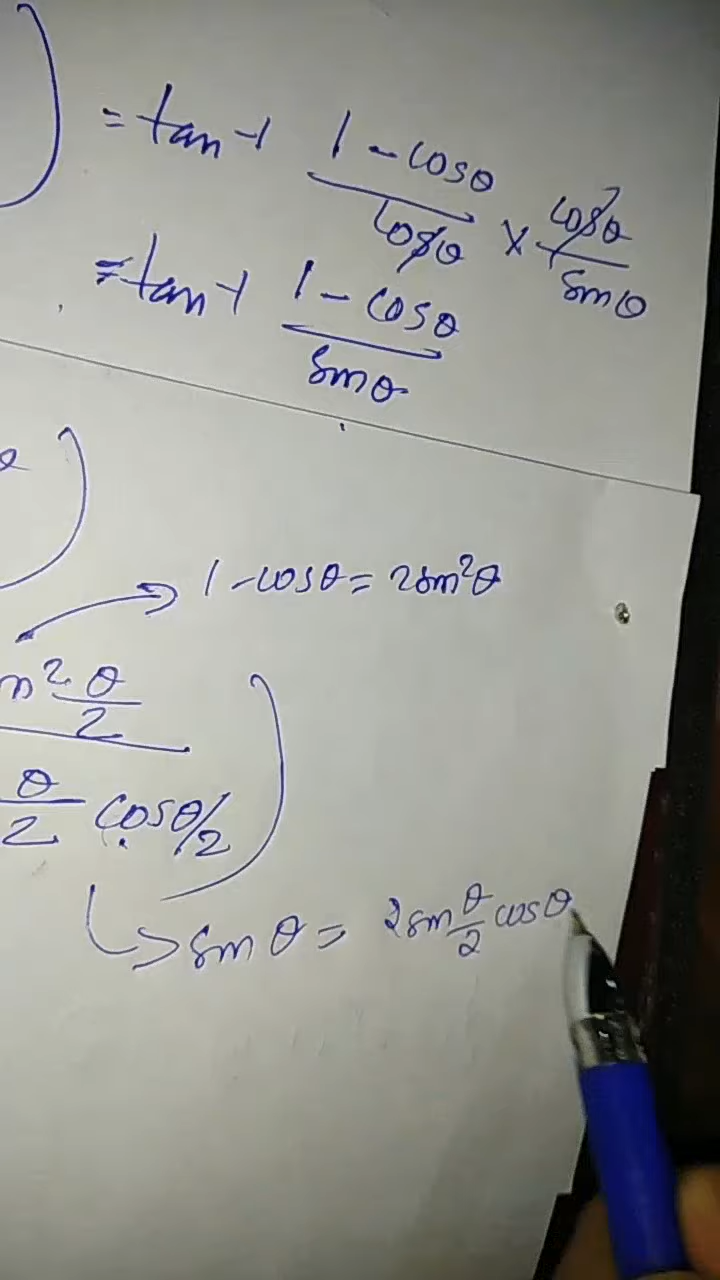 ) = tan-1 1 - cosθ / cosθ × cosθ / sinθ
= tan-1 1 - cosθ / sinθ
θ )
→ 1 - cosθ = 2sin²θ
n² θ/2 / θ/2 cosθ/2 )
↳ sinθ = 2sin θ/2 cosθ